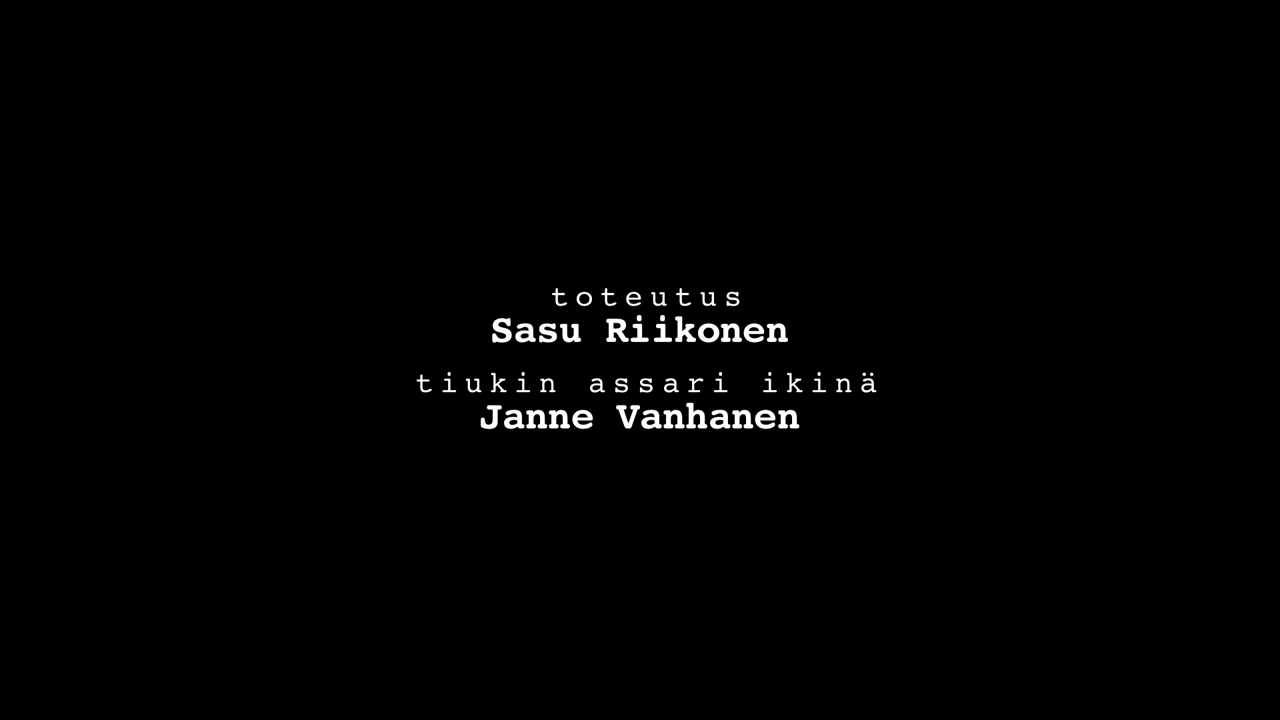 toteutus
Sasu Riikonen
tiukin assari ikinä
Janne Vanhanen